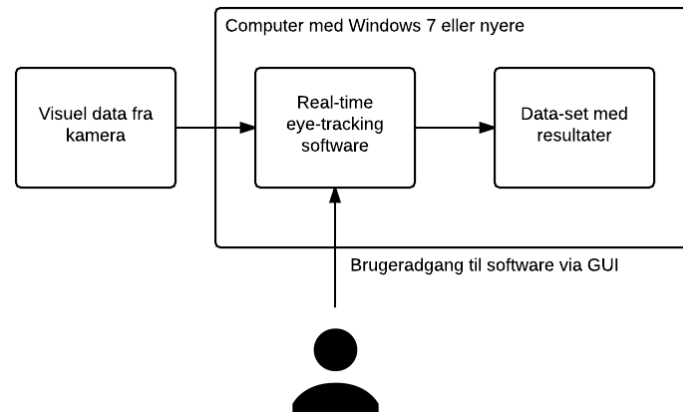 Computer med Windows 7 eller nyere
Visuel data fra
kamera
Real-time
eye-tracking
software
Data-set med
resultater
Brugeradgang til software via GUI